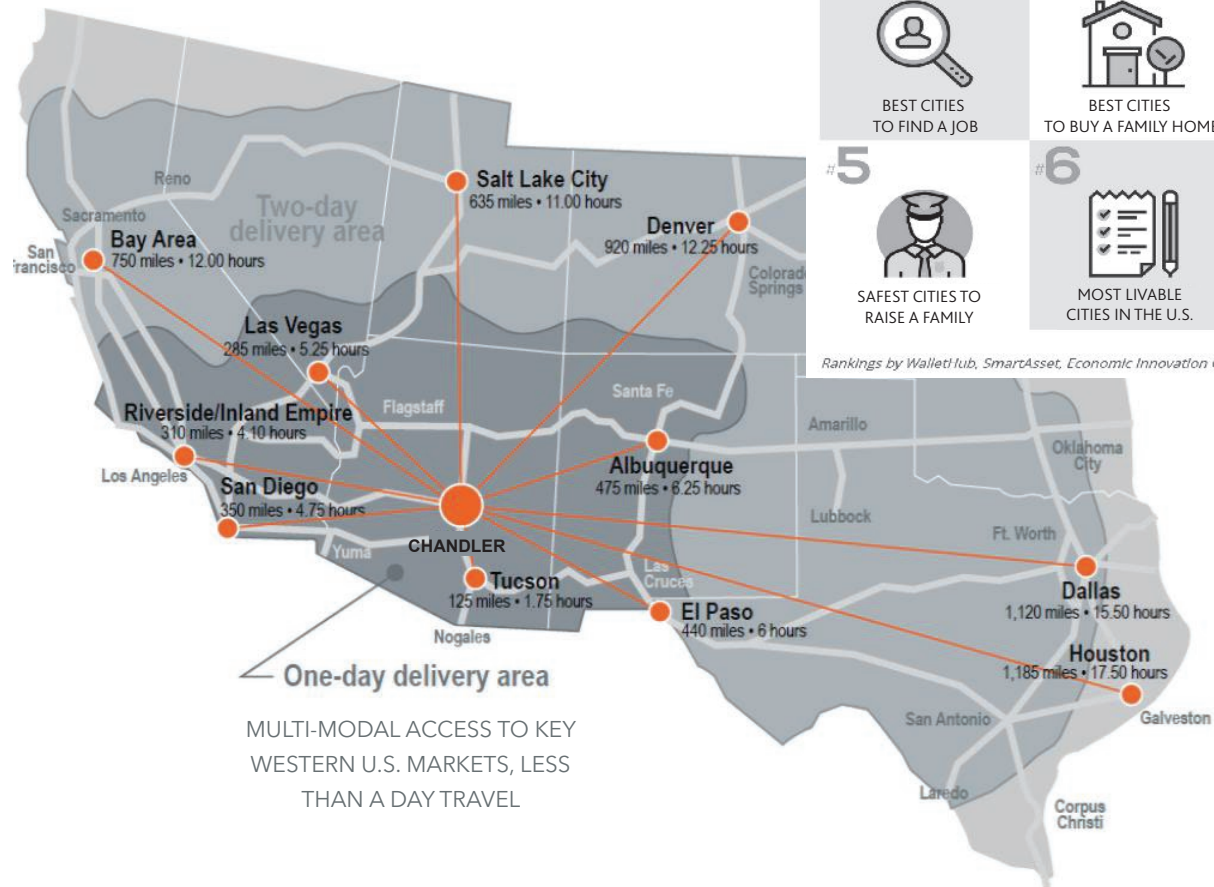 BEST CITIES
TO FIND A JOB
BEST CITIES
TO BUY A FAMILY HOME
#5
SAFEST CITIES TO
RAISE A FAMILY
#6
MOST LIVABLE
CITIES IN THE U.S.
Rankings by WalletHub, SmartAsset, Economic Innovation
Reno
Salt Lake City
635 miles • 11.00 hours
Two-day
delivery area
Denver
920 miles • 12.25 hours
Sacramento
Bay Area
750 miles • 12.00 hours
San
Francisco
Colorado
Springs
Las Vegas
285 miles • 5.25 hours
Riverside/Inland Empire
310 miles • 4.10 hours
Flagstaff
Santa Fe
Amarillo
Oklahoma
City
Los Angeles
San Diego
350 miles • 4.75 hours
Albuquerque
475 miles • 6.25 hours
Lubbock
Ft. Worth
Yuma
CHANDLER
Las
Cruces
Tucson
125 miles • 1.75 hours
El Paso
440 miles • 6 hours
Dallas
1,120 miles • 15.50 hours
Nogales
Houston
1,185 miles • 17.50 hours
One-day delivery area
San Antonio
Galveston
MULTI-MODAL ACCESS TO KEY
WESTERN U.S. MARKETS, LESS
THAN A DAY TRAVEL
Laredo
Corpus
Christi